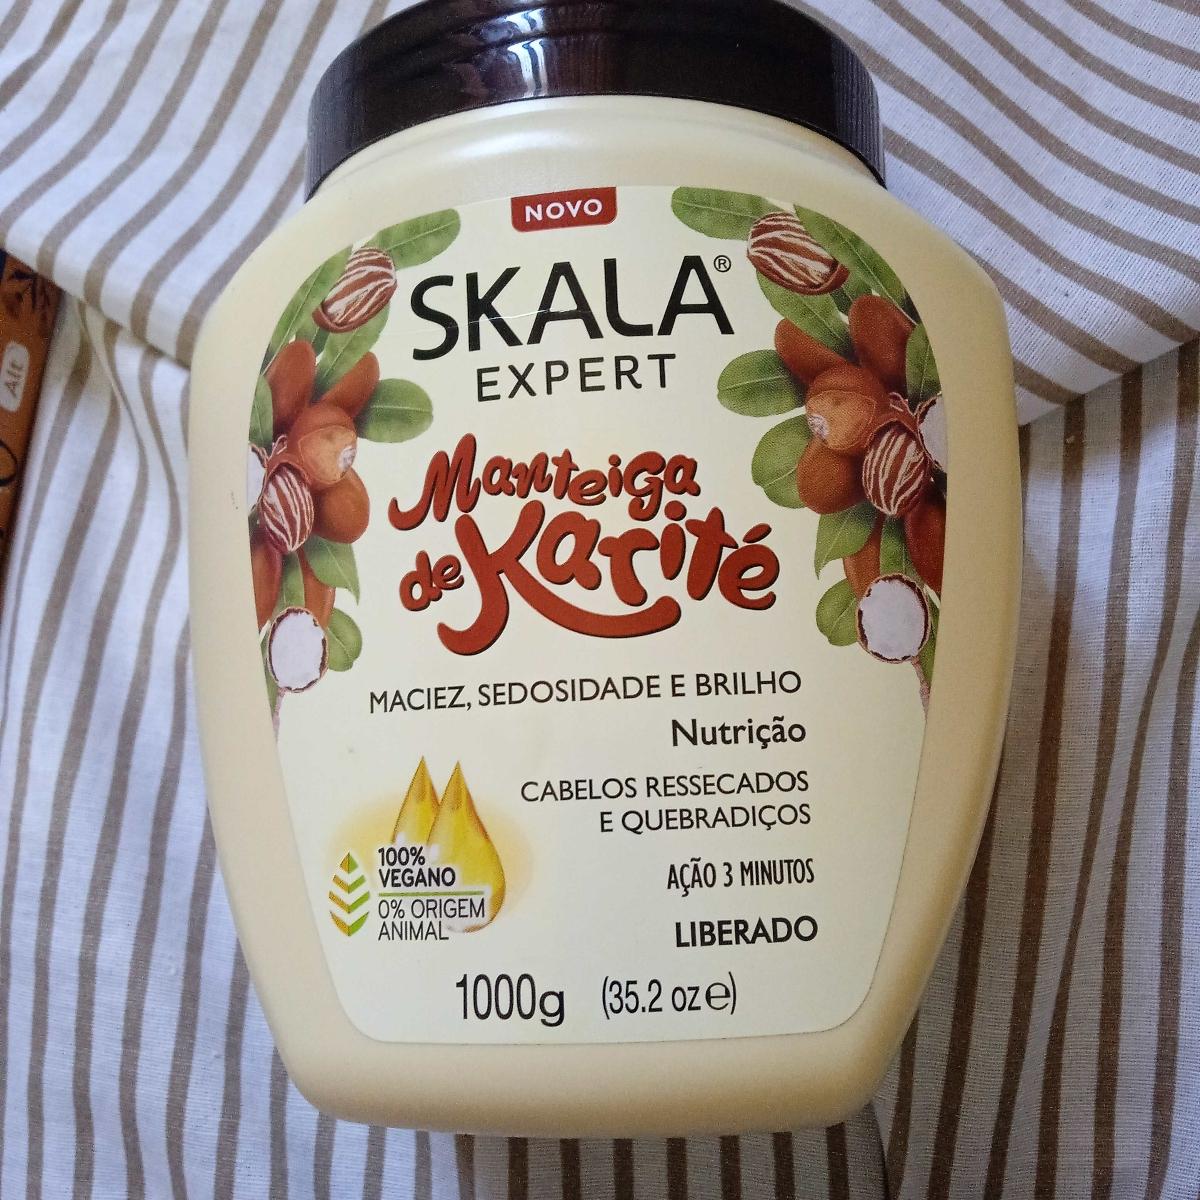 NOVO
SKALA®
EXPERT
Manteiga
de Karité
MACIEZ, SEDOSIDADE E BRILHO
Nutrição
CABELOS RESSECADOS
E QUEBRADIÇOS
AÇÃO 3 MINUTOS
LIBERADO
100%
VEGANO
0% ORIGEM
ANIMAL
1000g (35.2 oz ℮)
Alt